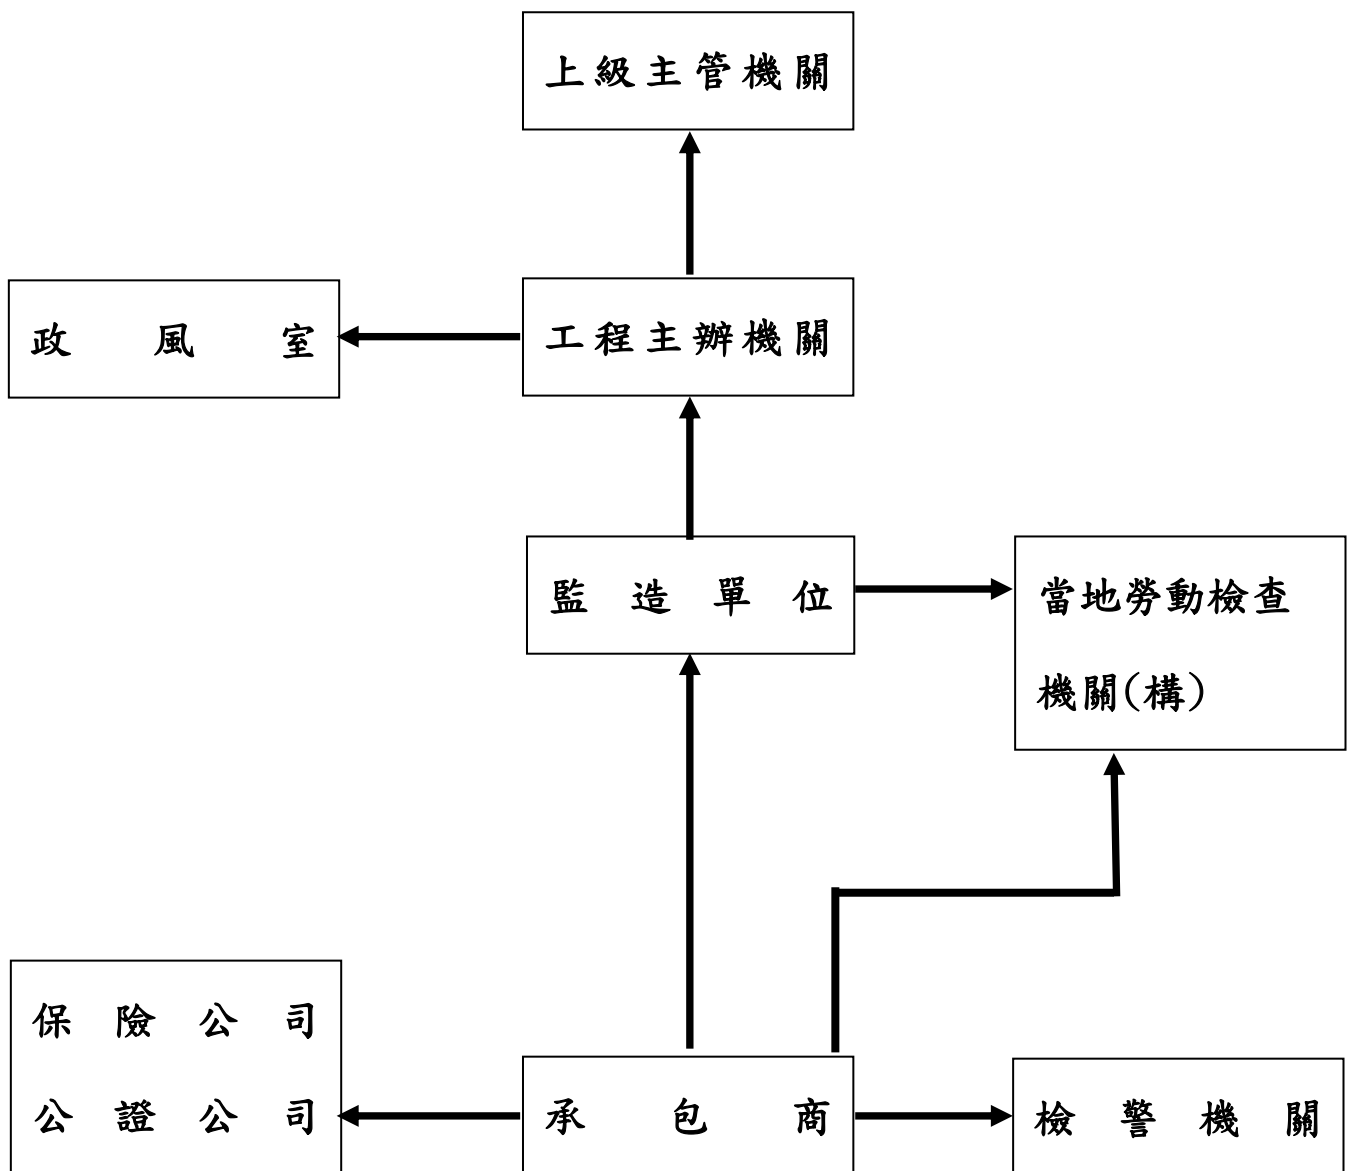 上級主管機關
政風室
工程主辦機關
監造單位
當地勞動檢查
機關(構)
保險公司
公證公司
承包商
檢警機關